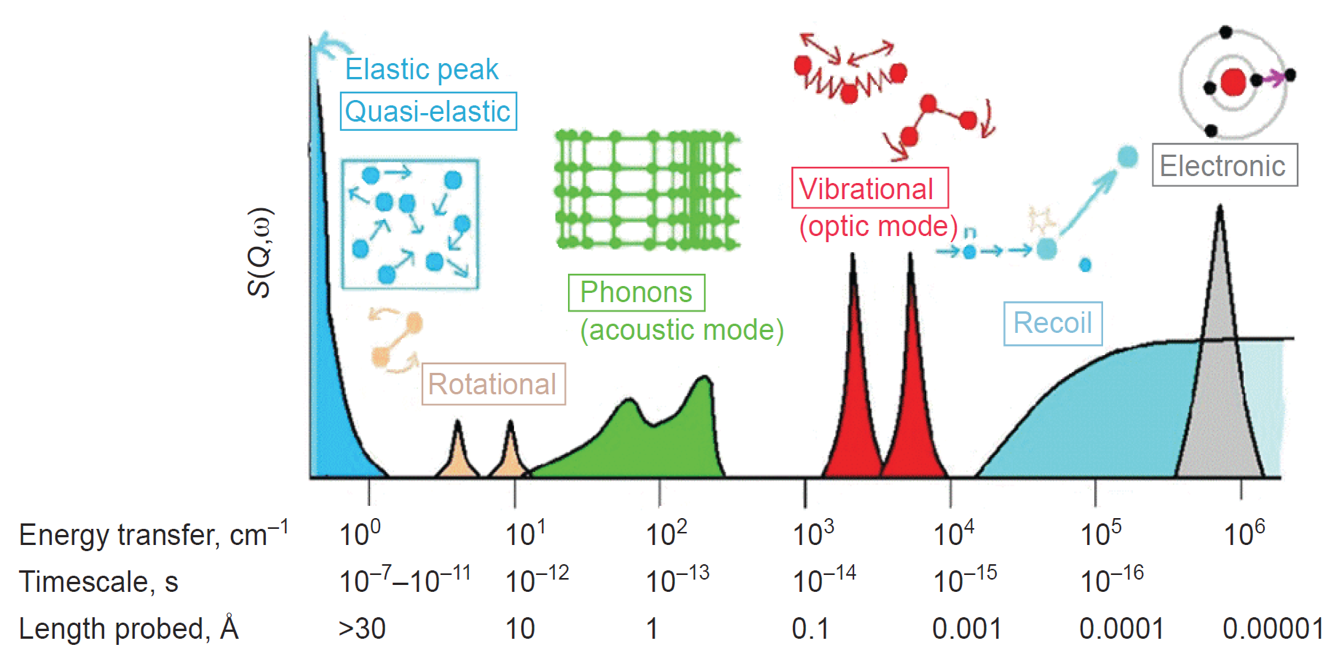 Elastic peak
Quasi-elastic
Electronic
Vibrational
(optic mode)
n
S(Q,ω)
Phonons
(acoustic mode)
Recoil
Rotational
Energy transfer, cm⁻¹ 10⁰ 10¹ 10² 10³ 10⁴ 10⁵ 10⁶
Timescale, s 10⁻⁷–10⁻¹¹ 10⁻¹² 10⁻¹³ 10⁻¹⁴ 10⁻¹⁵ 10⁻¹⁶
Length probed, Å >30 10 1 0.1 0.001 0.0001 0.00001